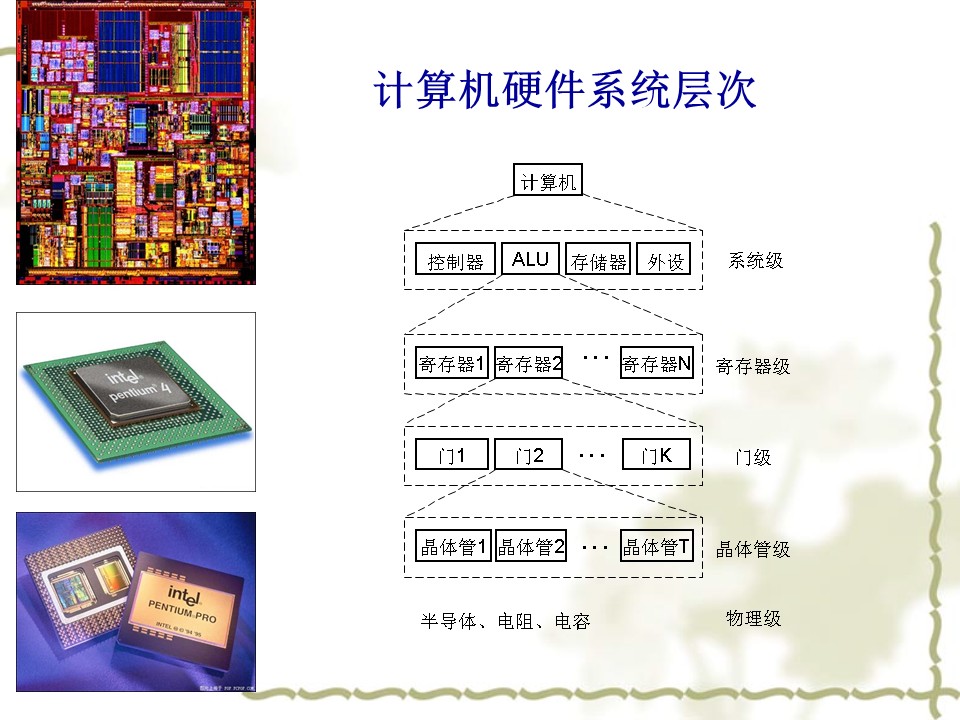 计算机硬件系统层次
计算机
控制器 ALU 存储器 外设 系统级
寄存器1 寄存器2 ··· 寄存器N 寄存器级
门1 门2 ··· 门K 门级
晶体管1 晶体管2 ··· 晶体管T 晶体管级
半导体、电阻、电容 物理级
intel
pentium 4
intel
PENTIUM PRO
INTEL ®© '94 '95